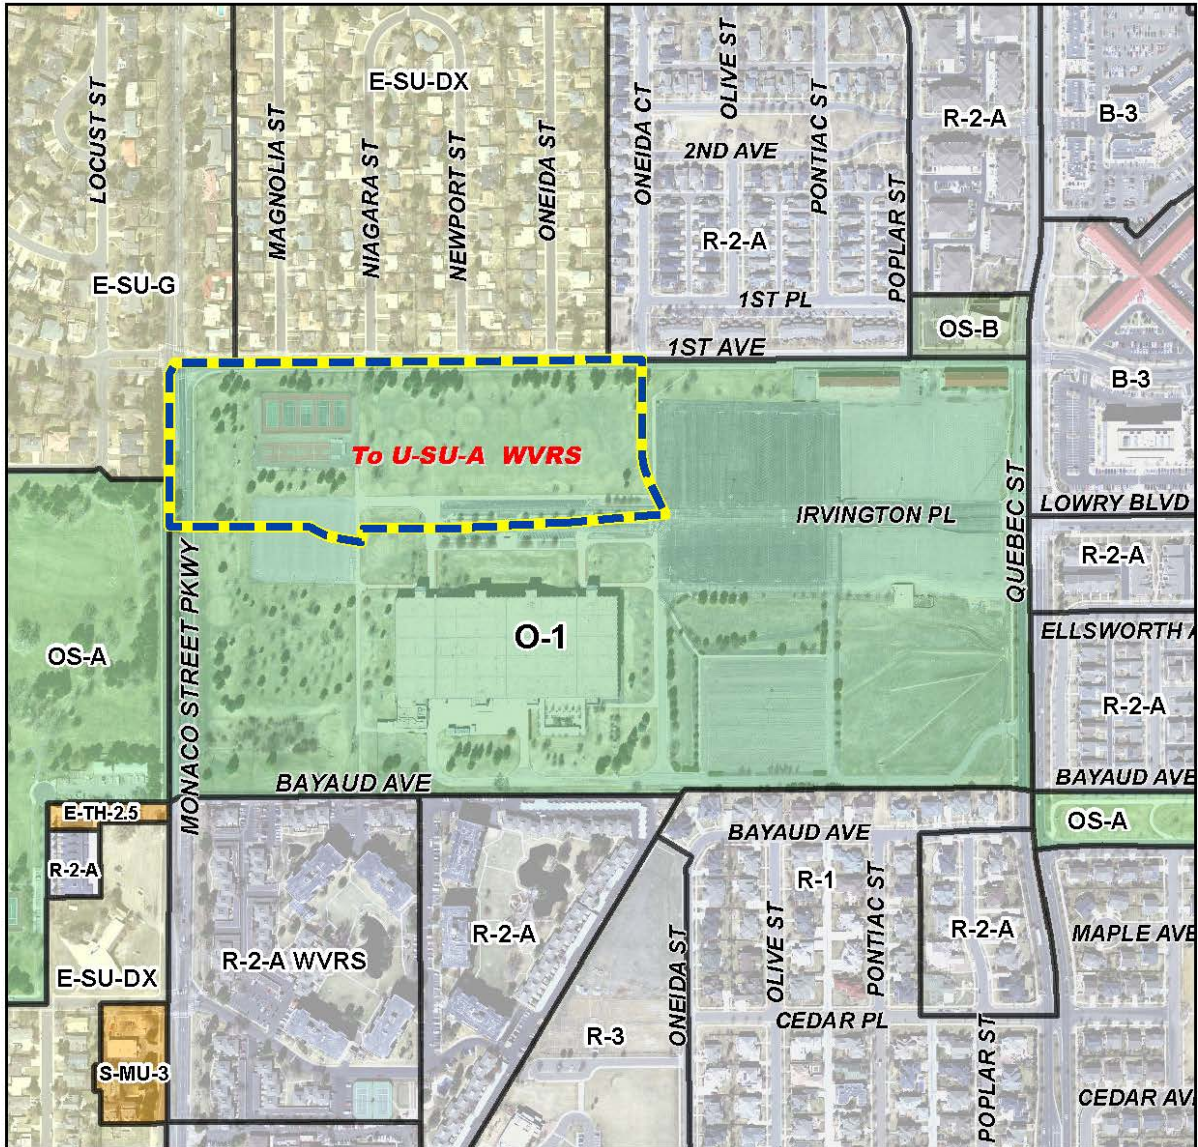 LOCUST ST
E-SU-DX
MAGNOLIA ST
NIAGARA ST
NEWPORT ST
ONEIDA ST
ONEIDA CT
OLIVE ST
PONTIAC ST
2ND AVE
R-2-A
B-3
R-2-A
POPLAR ST
E-SU-G
1ST PL
OS-B
1ST AVE
B-3
To U-SU-A WVRS
IRVINGTON PL
QUEBEC ST
LOWRY BLVD
R-2-A
MONACO STREET PKWY
O-1
OS-A
ELLSWORTH A
R-2-A
BAYAUD AVE
BAYAUD AVE
E-TH-2.5
OS-A
BAYAUD AVE
R-2-A
R-1
OLIVE ST
PONTIAC ST
R-2-A
R-2-A
MAPLE AVE
R-2-A WVRS
E-SU-DX
ONEIDA ST
CEDAR PL
R-3
POPLAR ST
S-MU-3
CEDAR AV